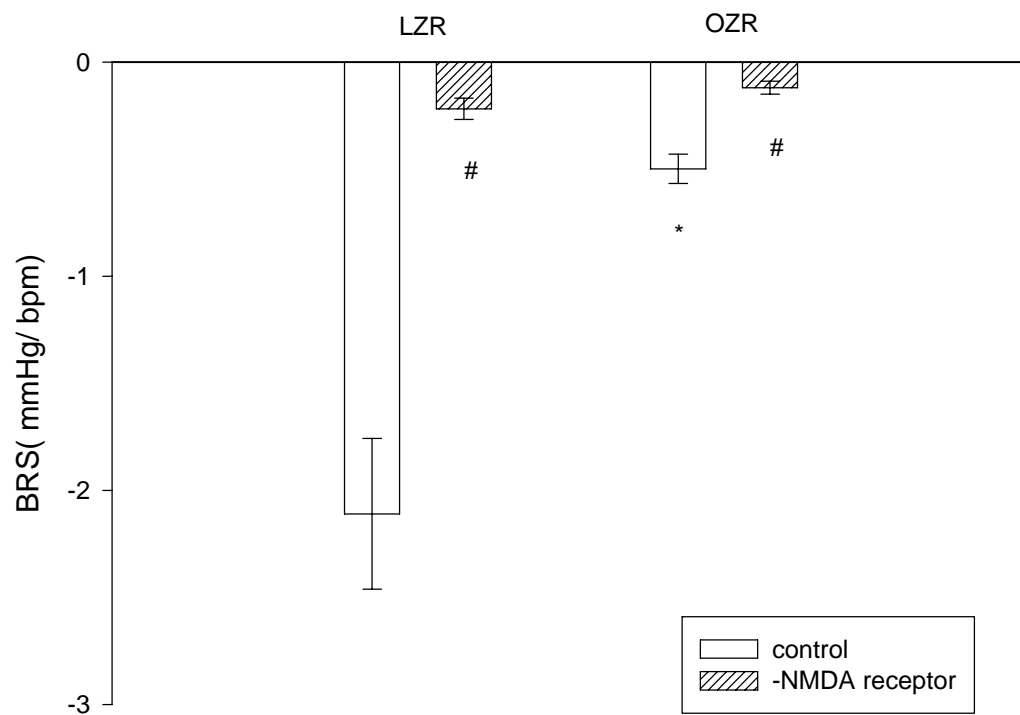 LZR
OZR
0
-1
-2
-3
BRS( mmHg/ bpm)
#
#
*
control
-NMDA receptor